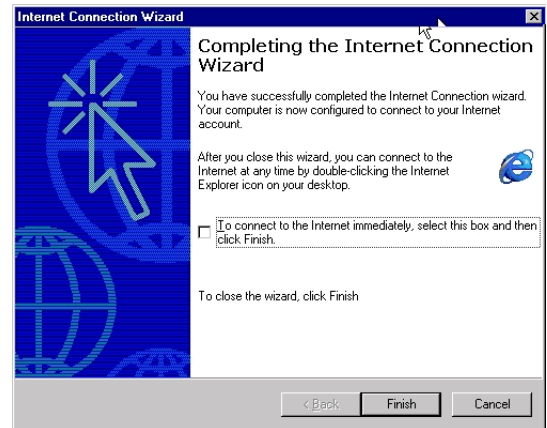 Internet Connection Wizard
Completing the Internet Connection
Wizard
You have successfully completed the Internet Connection wizard.
Your computer is now configured to connect to your Internet
account.
After you close this wizard, you can connect to the
Internet at any time by double-clicking the Internet
Explorer icon on your desktop.
To connect to the Internet immediately, select this box and then
click Finish.
To close the wizard, click Finish
< Back
Finish
Cancel